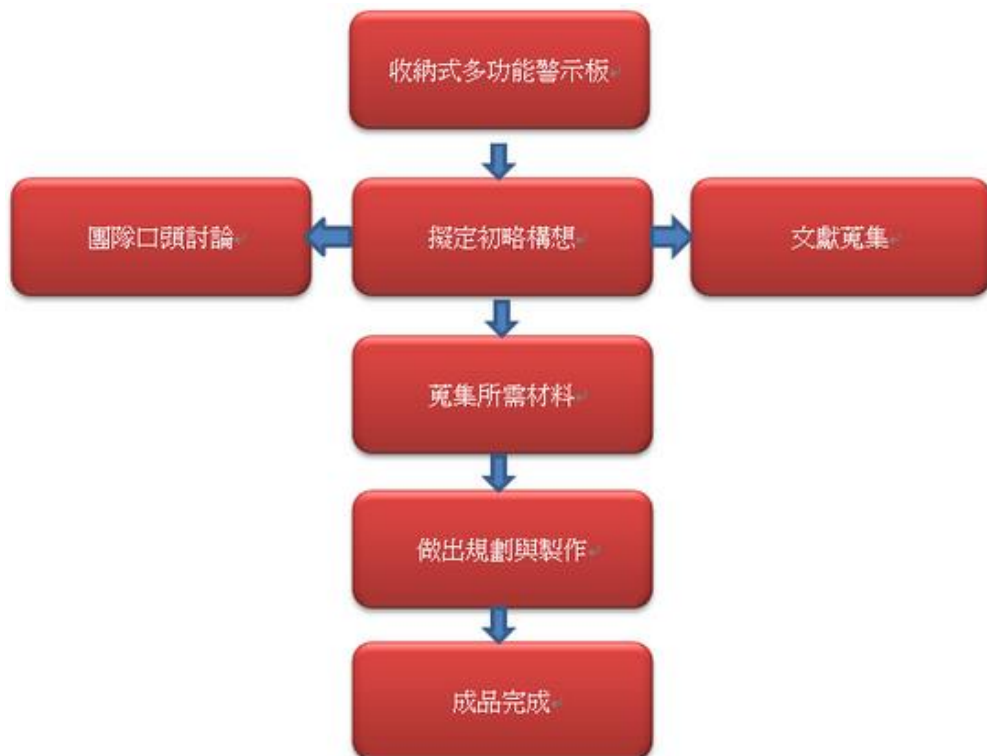 收納式多功能警示板
團隊口頭討論
擬定初略構想
文獻蒐集
蒐集所需材料
做出規劃與製作
成品完成